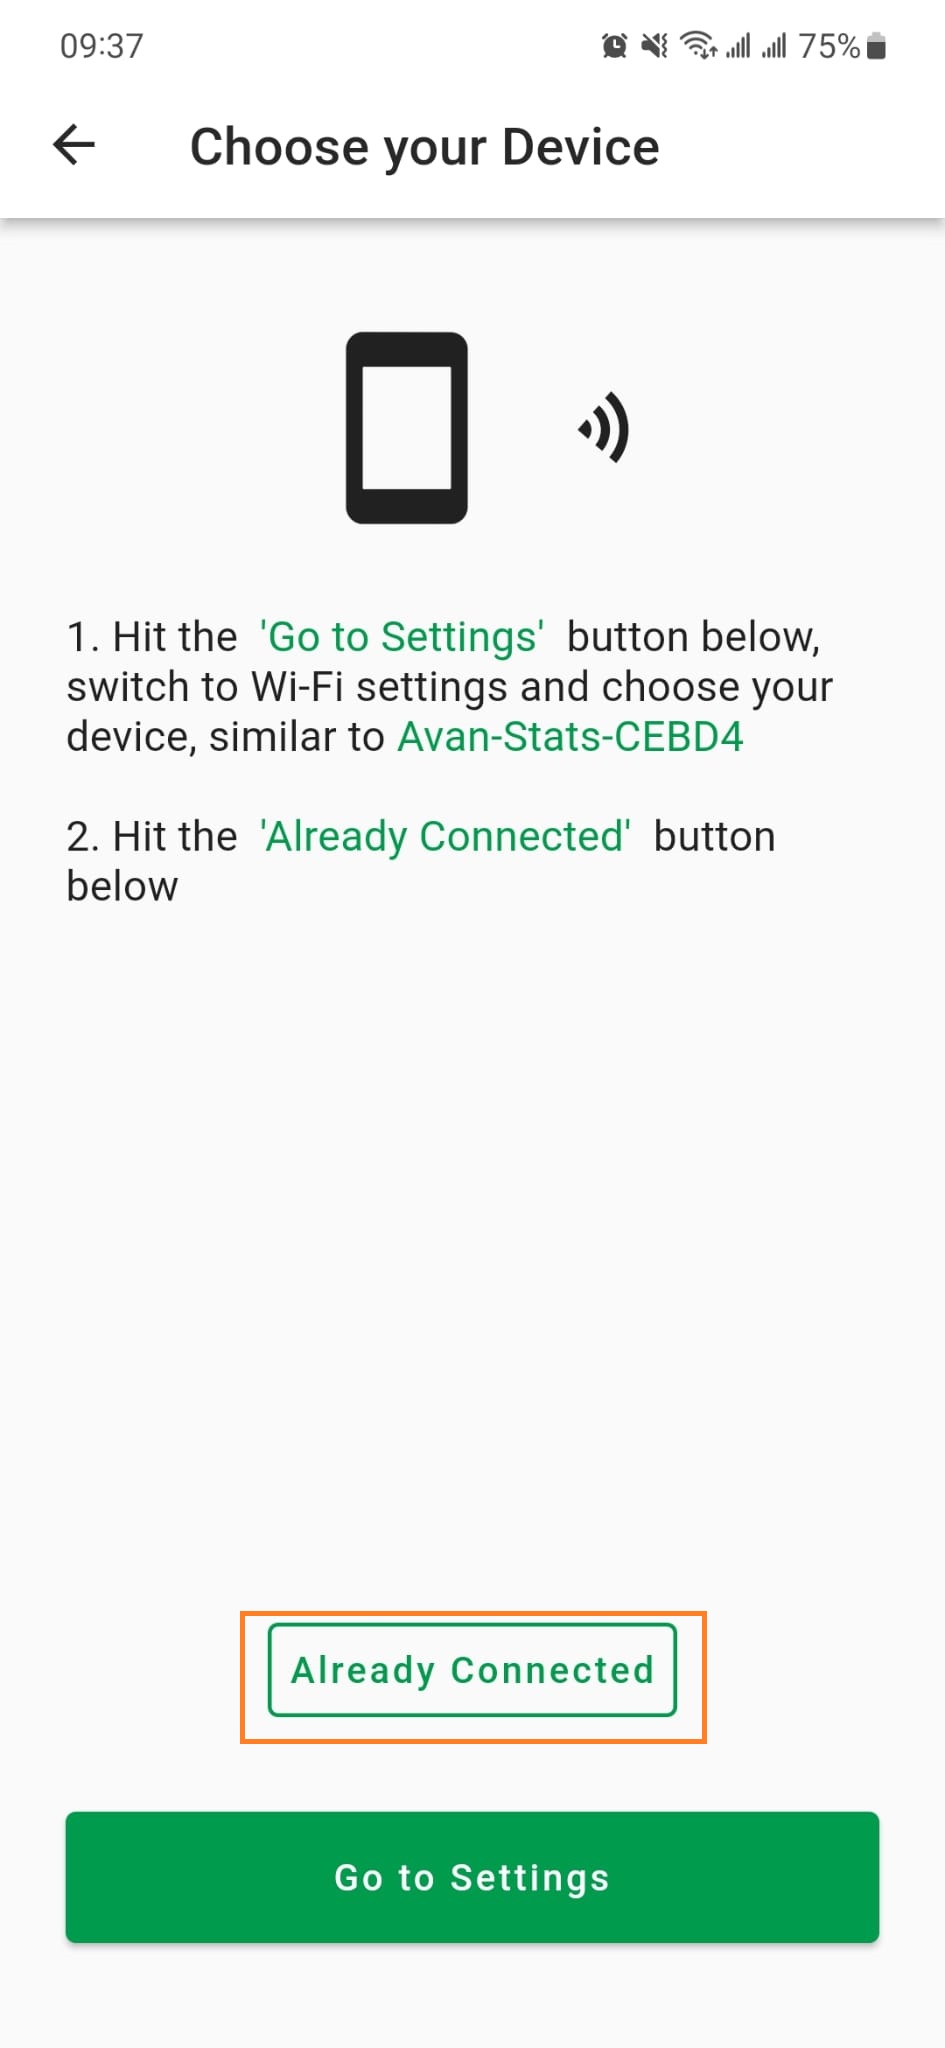 09:37
75%
Choose your Device
1. Hit the 'Go to Settings' button below,
switch to Wi-Fi settings and choose your
device, similar to Avan-Stats-CEBD4
2. Hit the 'Already Connected' button
below
Already Connected
Go to Settings